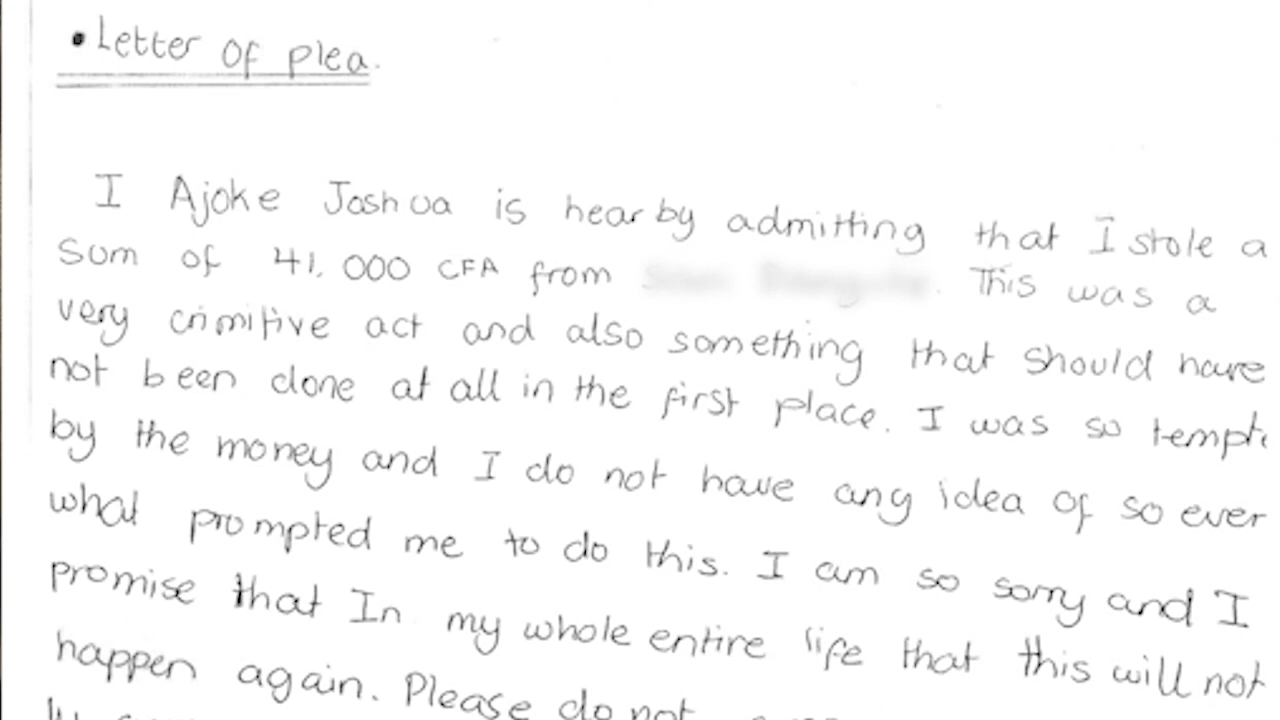 • Letter Of Plea.
I Ajoke Joshua is hearby admitting that I stole a
sum of 41,000 CFA from . This was a
very crimitive act and also something that should have
not been done at all in the first place. I was so
by the money and I do not have any idea of so ever
what prompted me to do this. I am so sorry and I
promise that In my whole entire life that this will not
happen again. Please do not